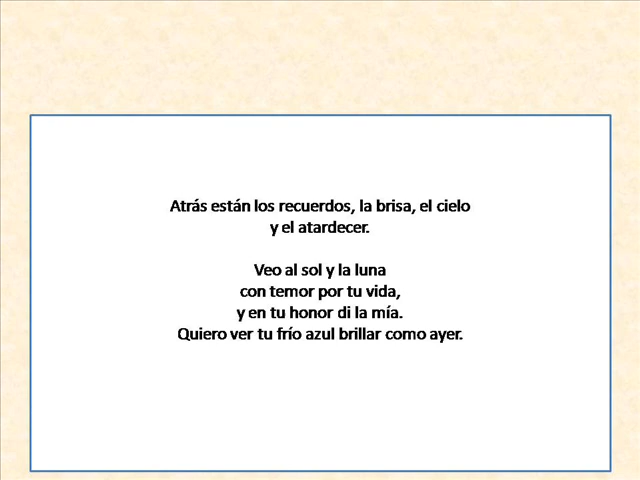 Atrás están los recuerdos, la brisa, el cielo
y el atardecer.
Veo al sol y la luna
con temor por tu vida,
y en tu honor di la mía.
Quiero ver tu frío azul brillar como ayer.